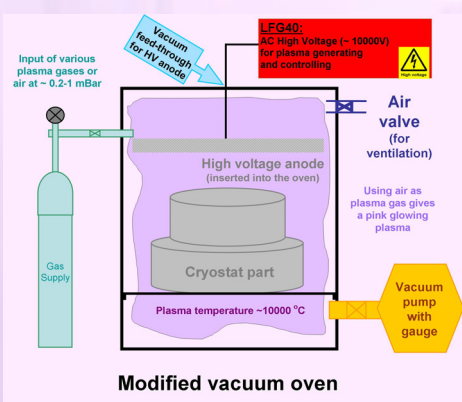 LFG40:
AC High Voltage (~ 10000V)
for plasma generating
and controlling
High voltage
Vacuum
feed-through
for HV anode
Input of various
plasma gases or
air at ~ 0.2-1 mBar
Air
valve
(for
ventilation)
High voltage anode
(inserted into the oven)
Using air as
plasma gas gives
a pink glowing
plasma
Gas
Supply
Cryostat part
Vacuum
pump
with
gauge
Plasma temperature ~10000 °C
Modified vacuum oven